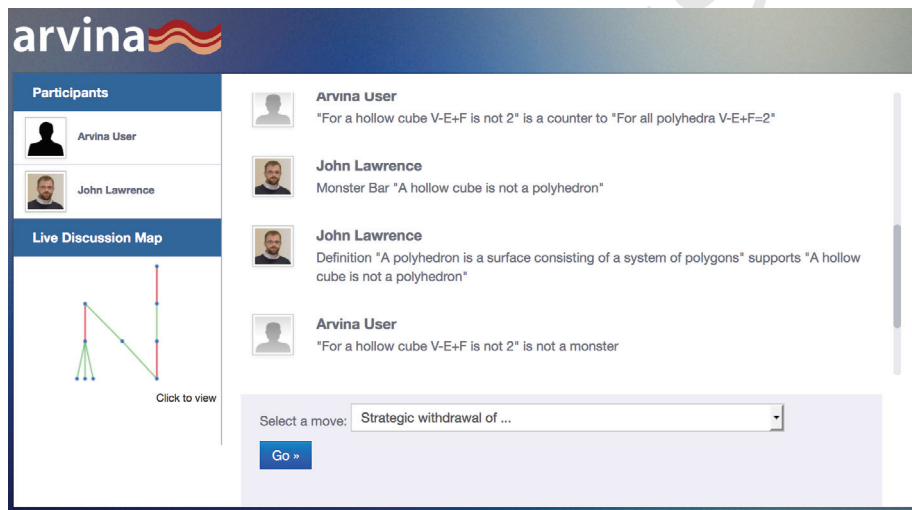 arvina
Participants
Arvina User
John Lawrence
Live Discussion Map
Click to view
Arvina User
"For a hollow cube V-E+F is not 2" is a counter to "For all polyhedra V-E+F=2"
John Lawrence
Monster Bar "A hollow cube is not a polyhedron"
John Lawrence
Definition "A polyhedron is a surface consisting of a system of polygons" supports "A hollow
cube is not a polyhedron"
Arvina User
"For a hollow cube V-E+F is not 2" is not a monster
Select a move: Strategic withdrawal of ...
Go »